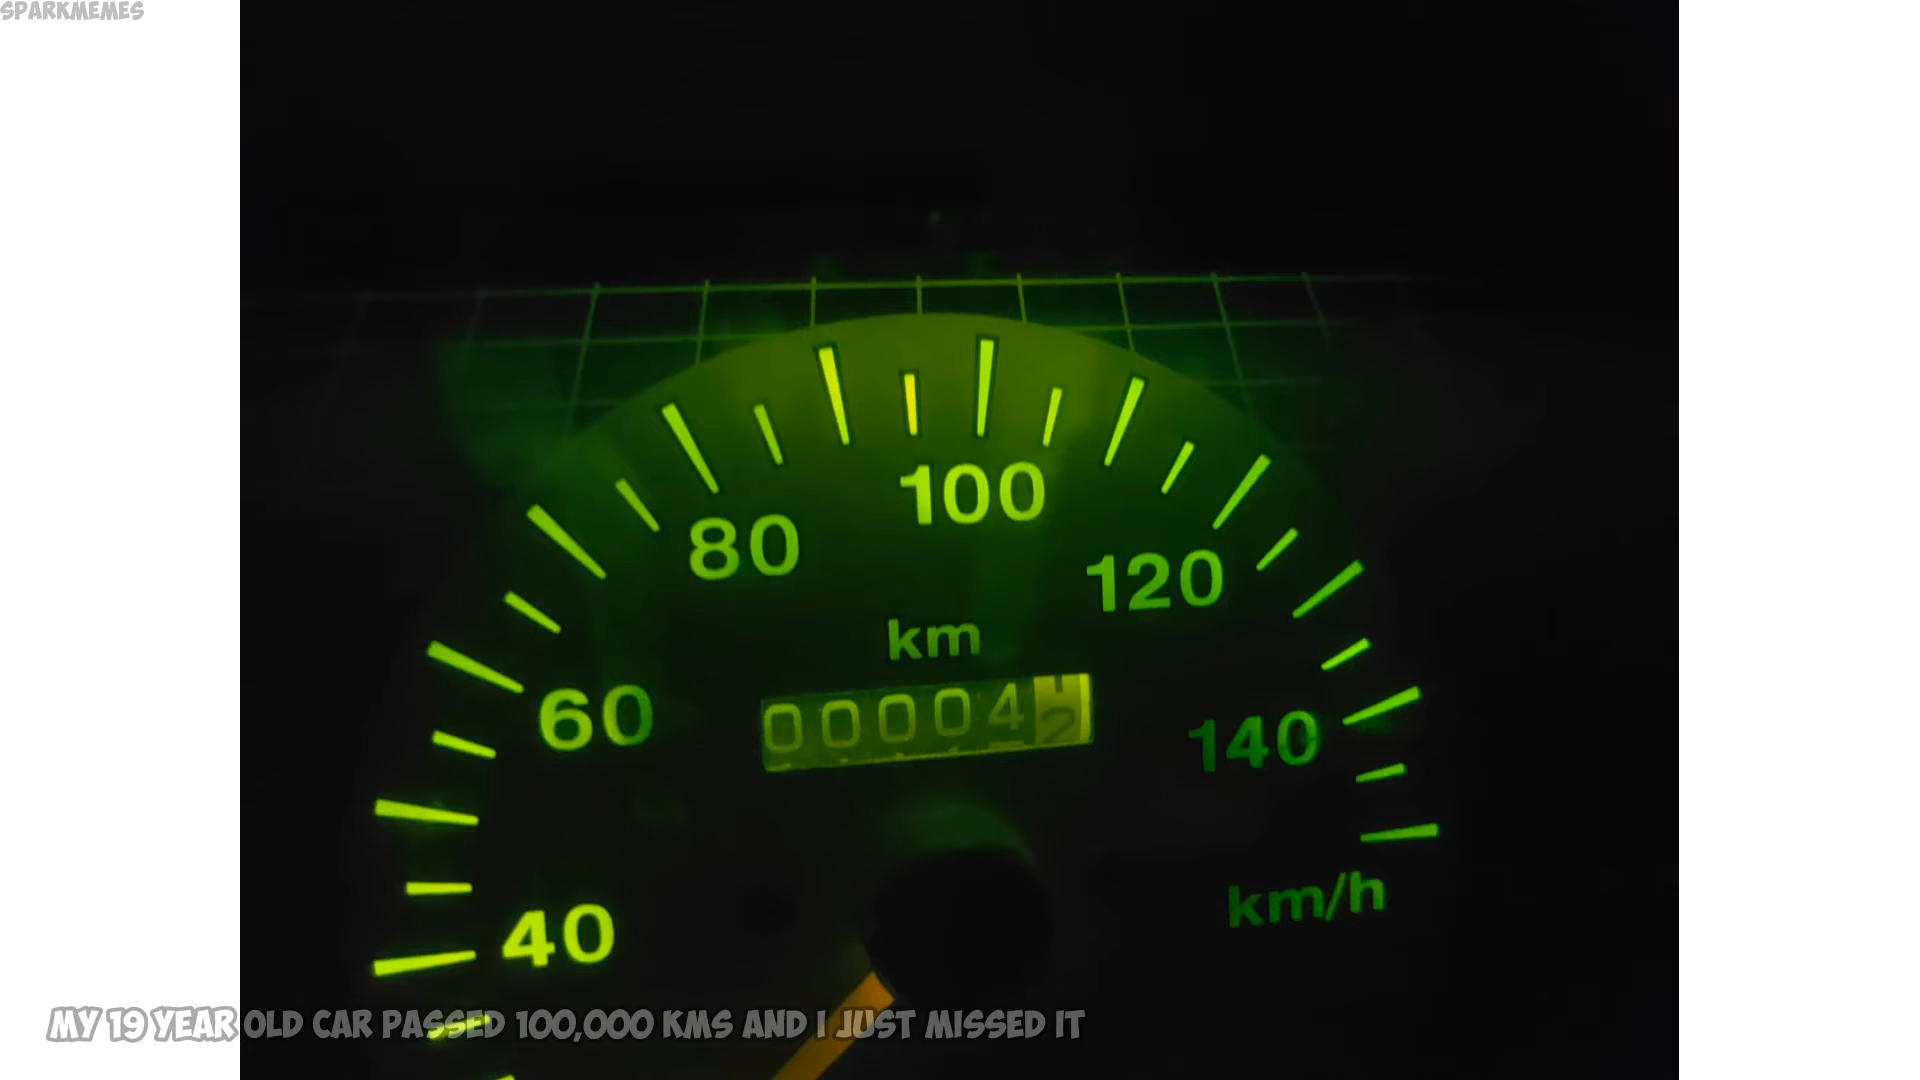 SPARKMEMES
100
80
120
km
60
000042
140
40
km/h
MY 19 YEAR OLD CAR PASSED 100,000 KMS AND I JUST MISSED IT